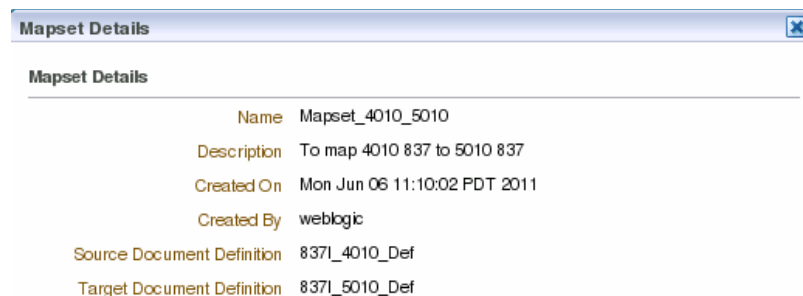 Mapset Details
Mapset Details
Name Mapset_4010_5010
Description To map 4010 837 to 5010 837
Created On Mon Jun 06 11:10:02 PDT 2011
Created By weblogic
Source Document Definition 837I_4010_Def
Target Document Definition 837I_5010_Def